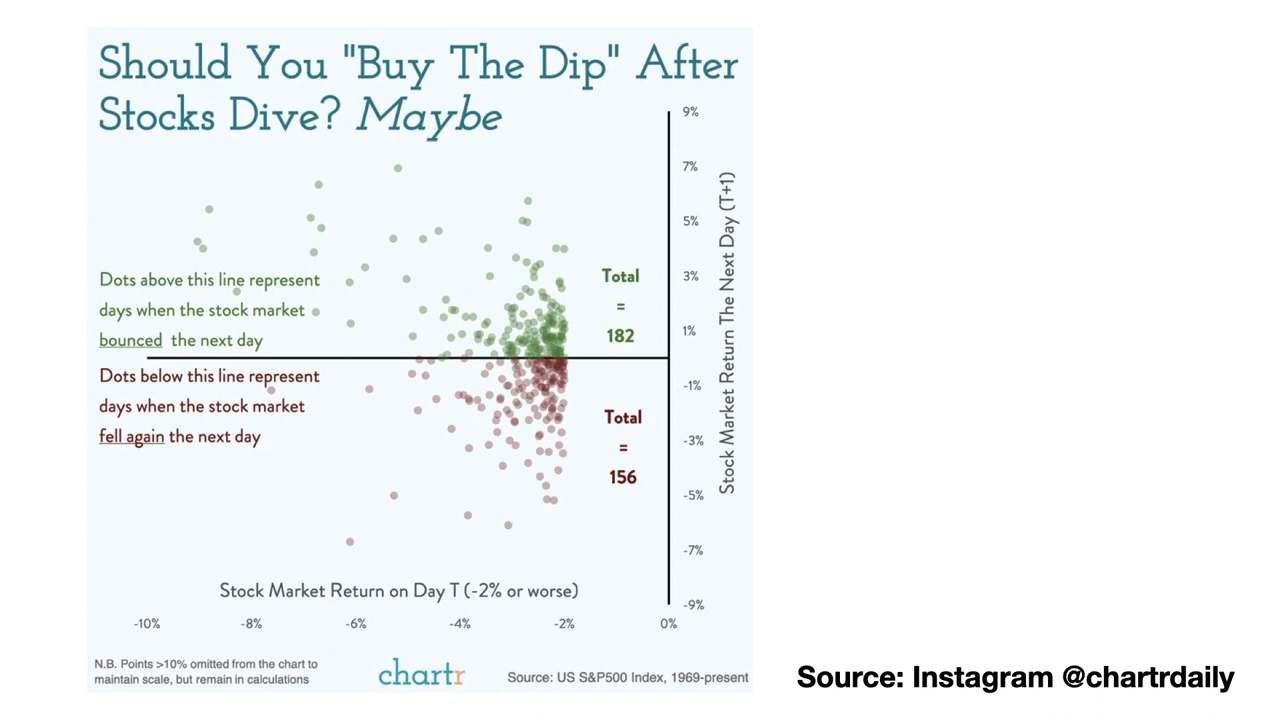 Should You "Buy The Dip" After
Stocks Dive? Maybe
9%
7%
5%
3%
1%
-1%
-3%
-5%
-7%
-9%
Stock Market Return The Next Day (T+1)
Dots above this line represent
days when the stock market
bounced the next day
Total
=
182
Dots below this line represent
days when the stock market
fell again the next day
Total
=
156
Stock Market Return on Day T (-2% or worse)
-10%
-8%
-6%
-4%
-2%
0%
N.B. Points >10% omitted from the chart to
maintain scale, but remain in calculations
chartr
Source: US S&P500 Index, 1969-present
Source: Instagram @chartrdaily